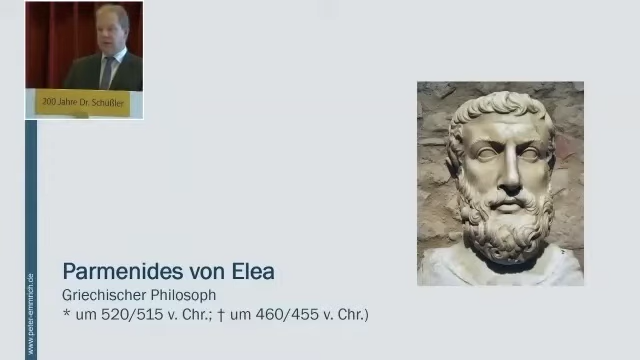 200 Jahre Dr. Schüßler
Parmenides von Elea
Griechischer Philosoph
* um 520/515 v. Chr.; † um 460/455 v. Chr.)
www.peter-emmrich.de